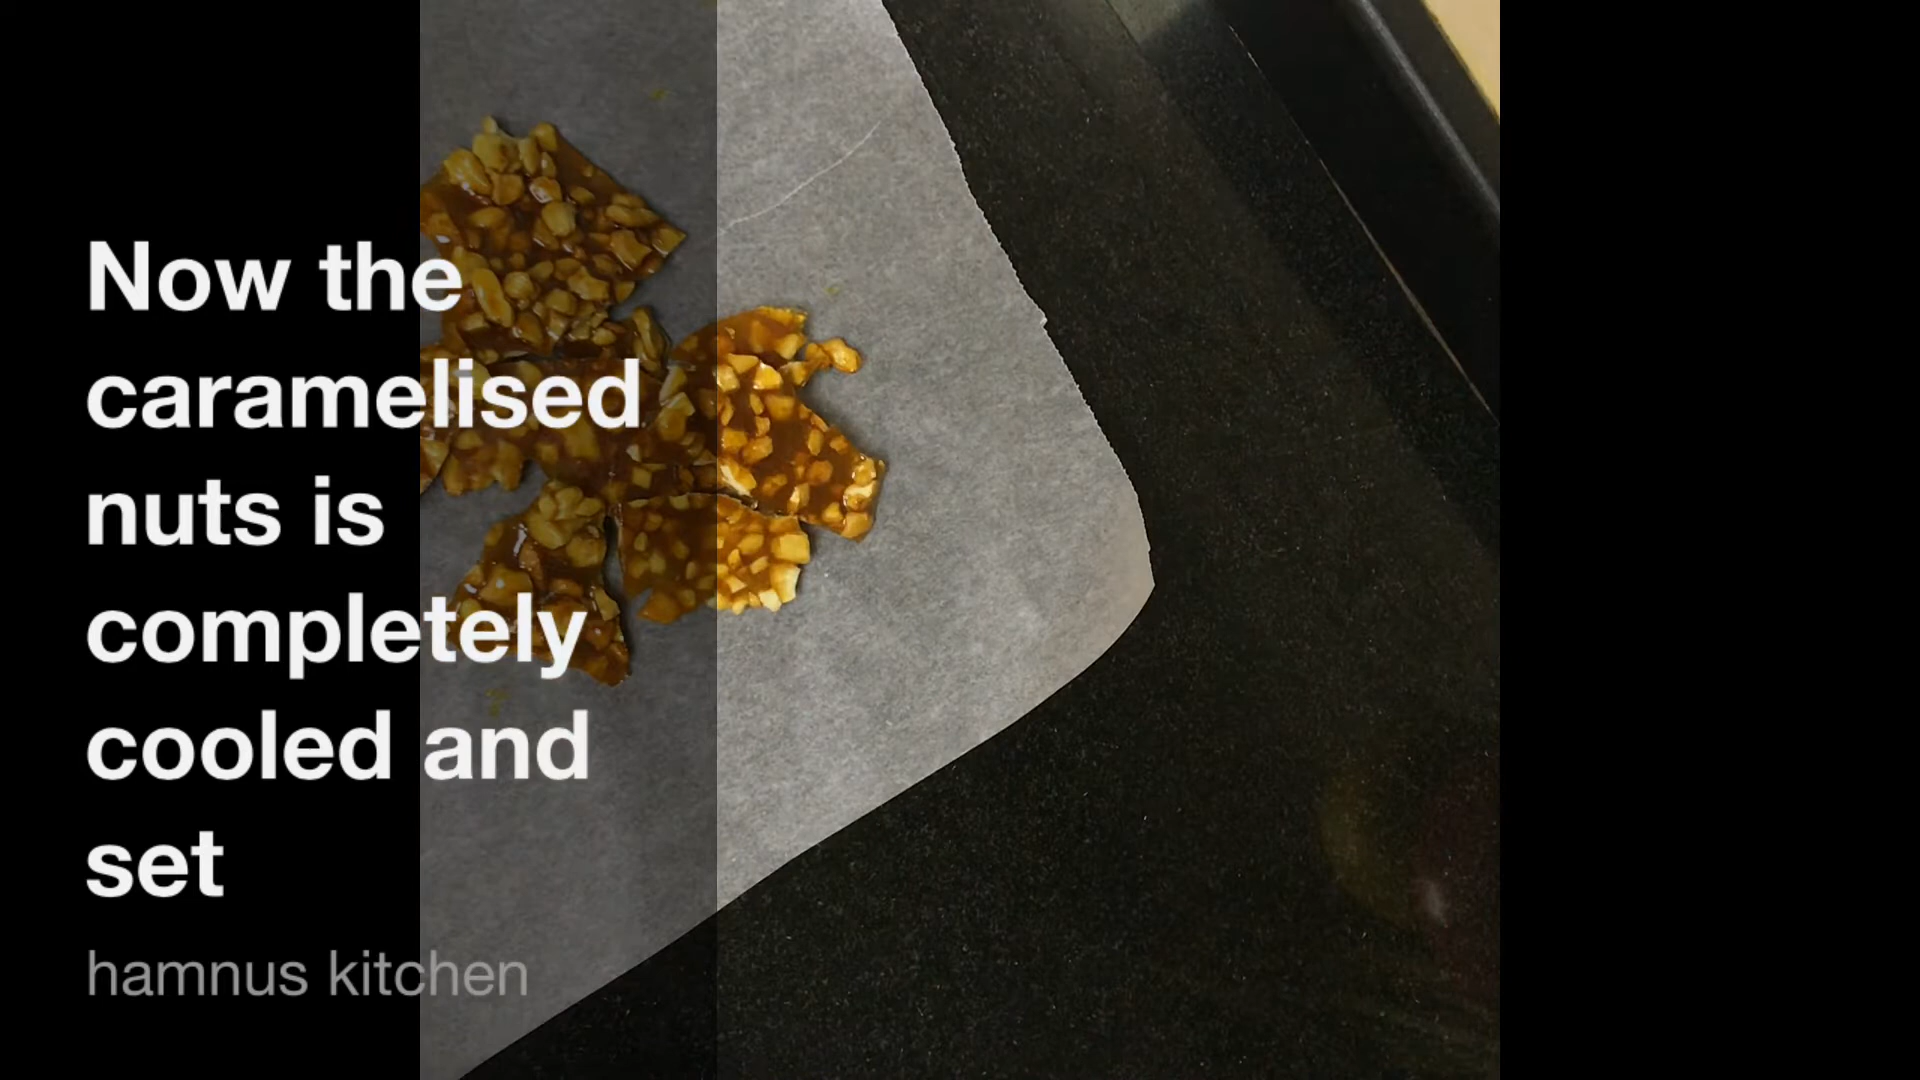 Now the
caramelised
nuts is
completely
cooled and
set
hamnus kitchen